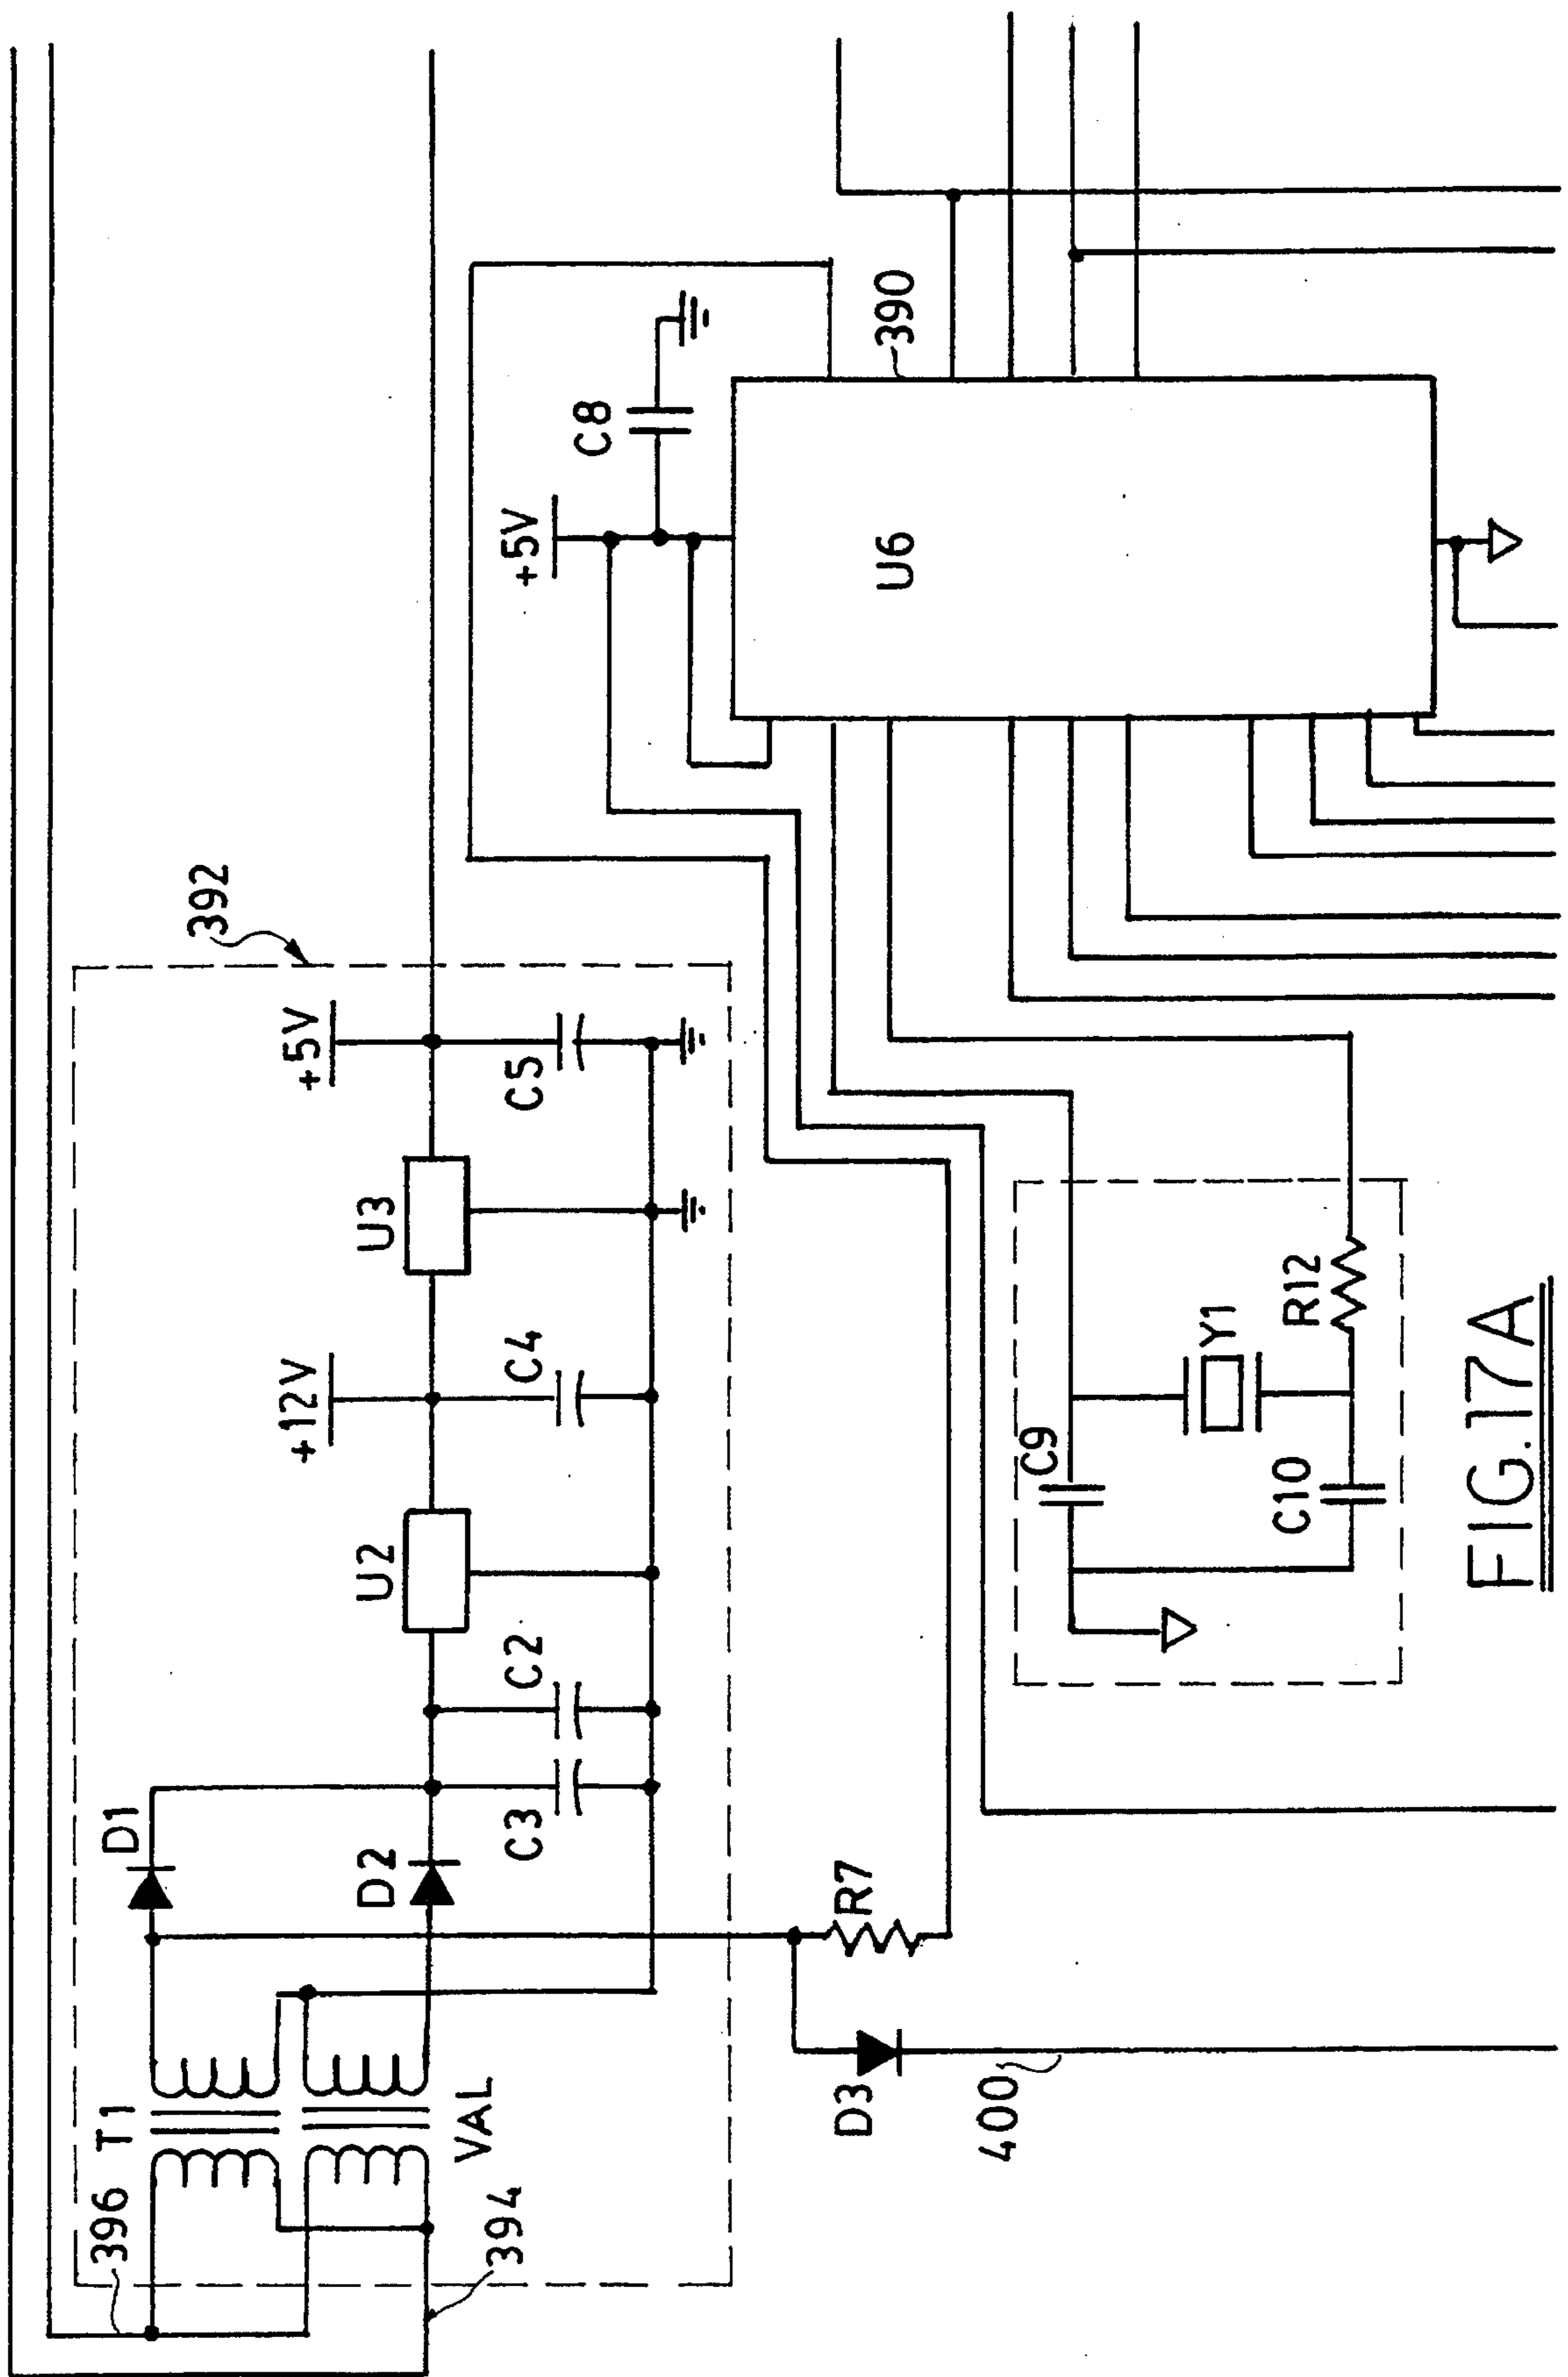 396
T1
VAL
394
D1
D2
C3
C2
U2
+12V
C4
U3
+5V
C5
392
D3
400
R7
+5V
C8
U6
390
C9
C10
Y1
R12
FIG.17A